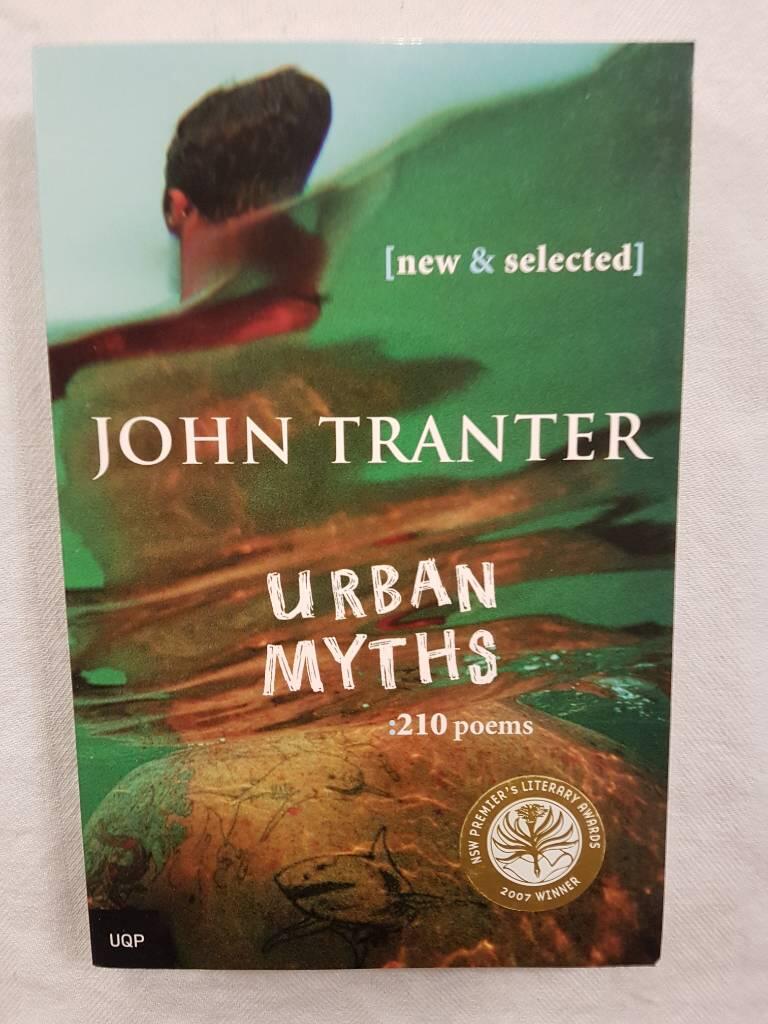 [new & selected]
JOHN TRANTER
URBAN
MYTHS
:210 poems
NSW PREMIER'S LITERARY AWARDS
2007 WINNER
UQP